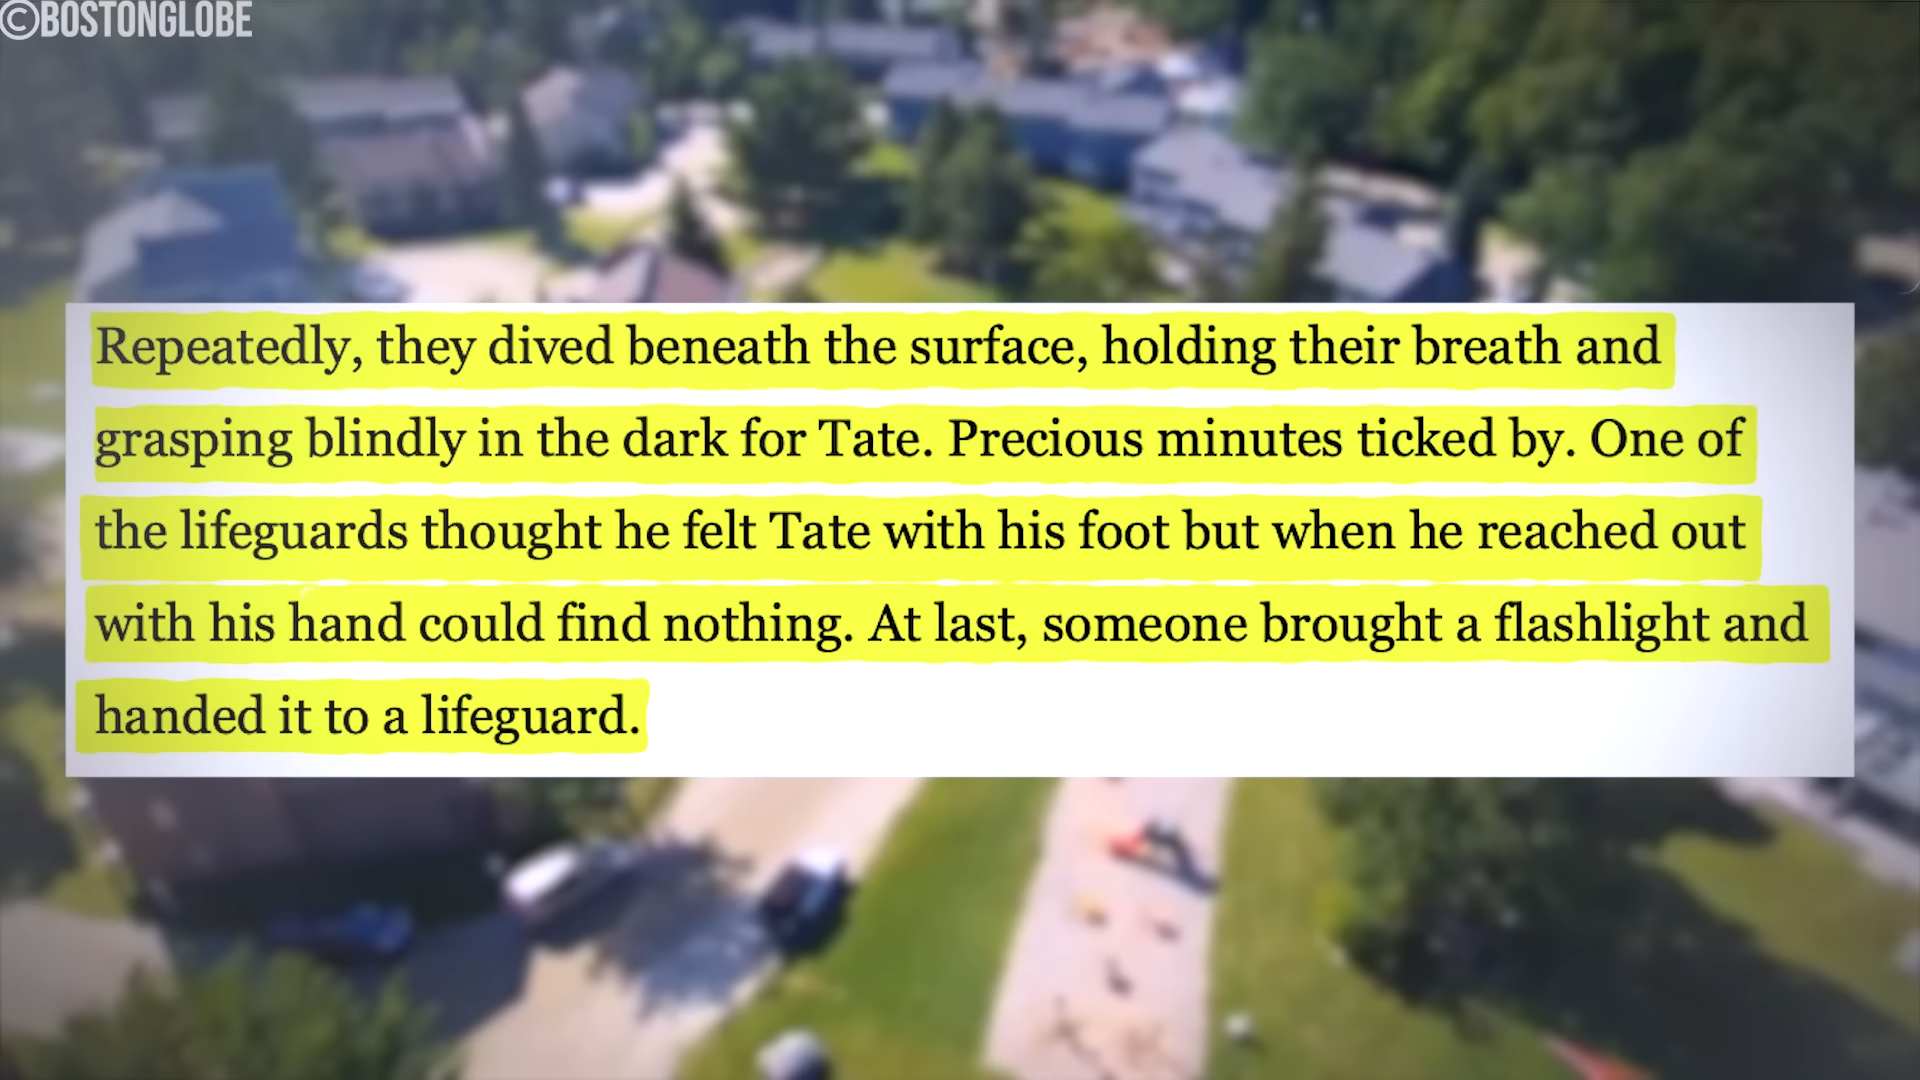 ©BOSTONGLOBE
Repeatedly, they dived beneath the surface, holding their breath and
grasping blindly in the dark for Tate. Precious minutes ticked by. One of
the lifeguards thought he felt Tate with his foot but when he reached out
with his hand could find nothing. At last, someone brought a flashlight and
handed it to a lifeguard.